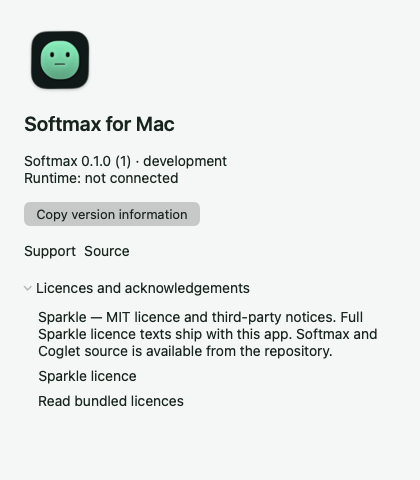 Softmax for Mac
Softmax 0.1.0 (1) · development
Runtime: not connected
Copy version information
Support Source
Licences and acknowledgements
Sparkle — MIT licence and third-party notices. Full
Sparkle licence texts ship with this app. Softmax and
Coglet source is available from the repository.
Sparkle licence
Read bundled licences